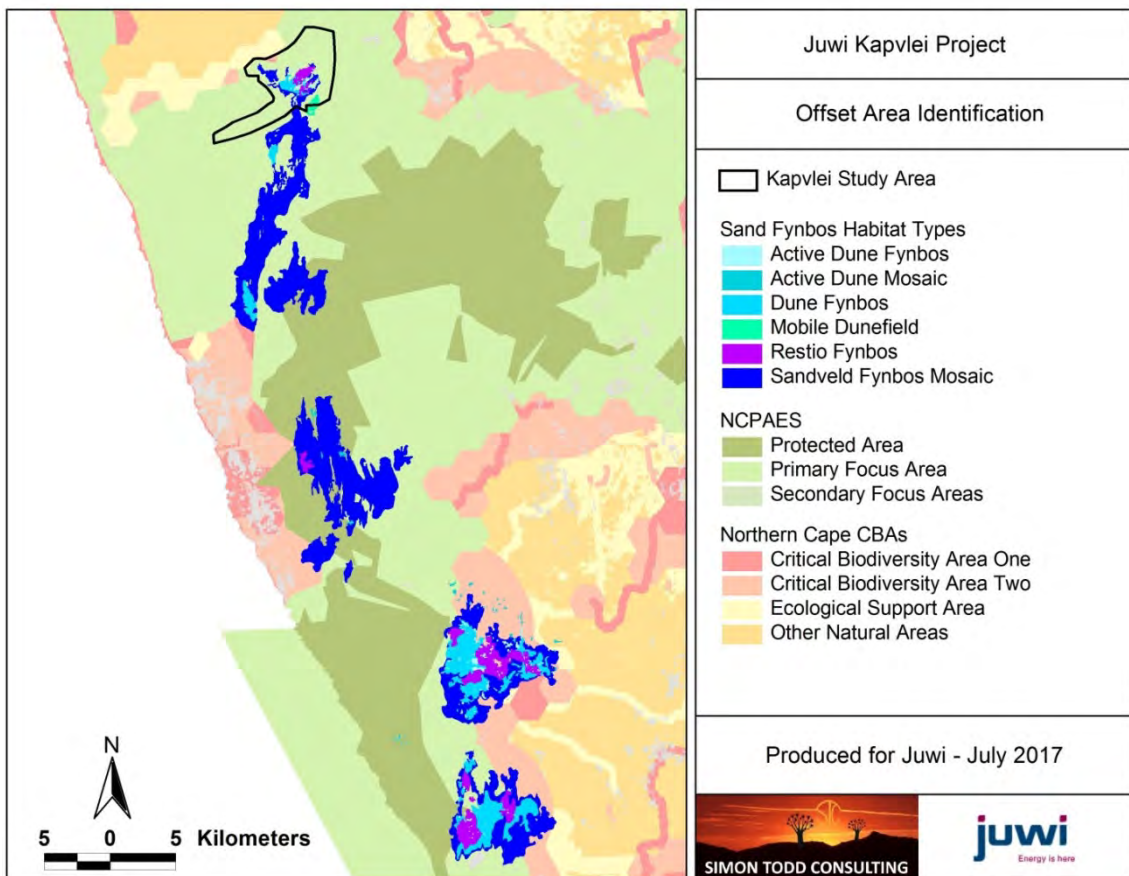 N
5 0 5 Kilometers
Juwi Kapvlei Project
Offset Area Identification
Kapvlei Study Area
Sand Fynbos Habitat Types
Active Dune Fynbos
Active Dune Mosaic
Dune Fynbos
Mobile Dunefield
Restio Fynbos
Sandveld Fynbos Mosaic
NCPAES
Protected Area
Primary Focus Area
Secondary Focus Areas
Northern Cape CBAs
Critical Biodiversity Area One
Critical Biodiversity Area Two
Ecological Support Area
Other Natural Areas
Produced for Juwi - July 2017
STC
SIMON TODD CONSULTING
juwi
Energy is here